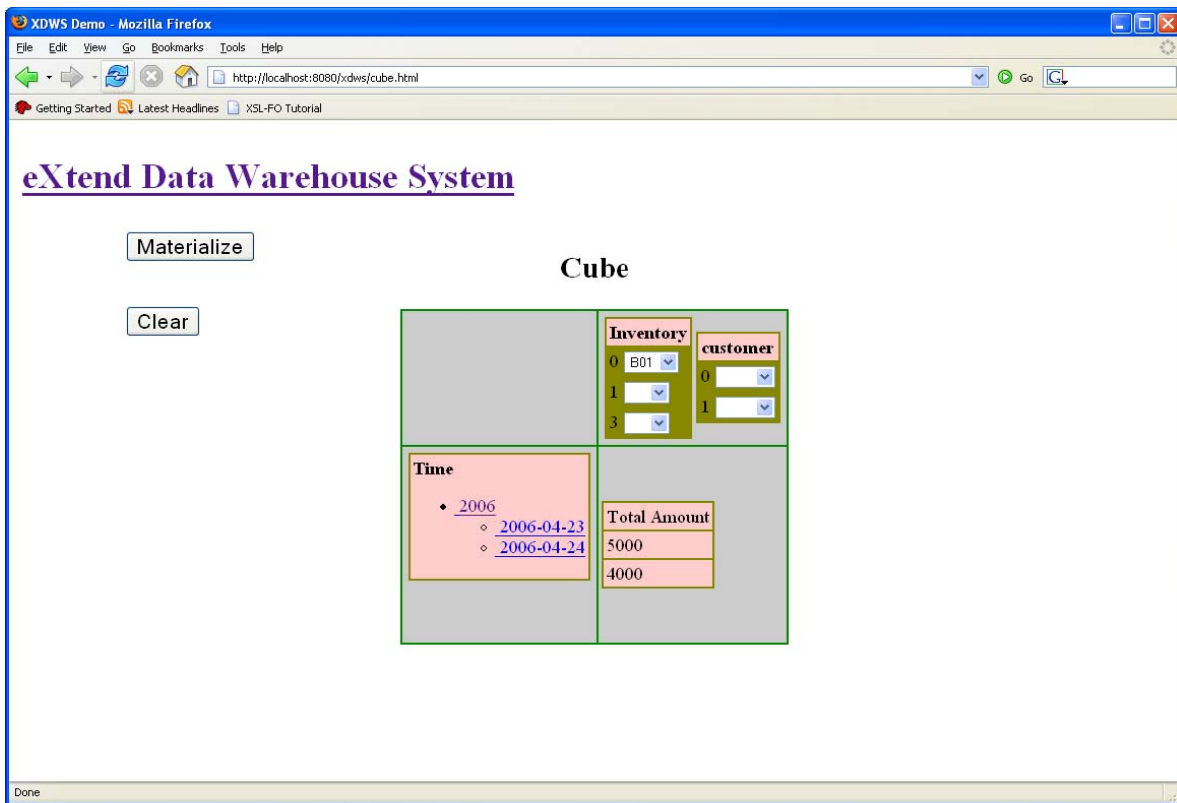 XDWS Demo - Mozilla Firefox
File Edit View Go Bookmarks Tools Help
http://localhost:8080/xdws/cube.html
Go
G
Getting Started Latest Headlines XSL-FO Tutorial
eXtend Data Warehouse System
Materialize
Cube
Clear
Inventory
customer
0 B01
0
1
1
3
Time
2006
2006-04-23
2006-04-24
Total Amount
5000
4000
Done